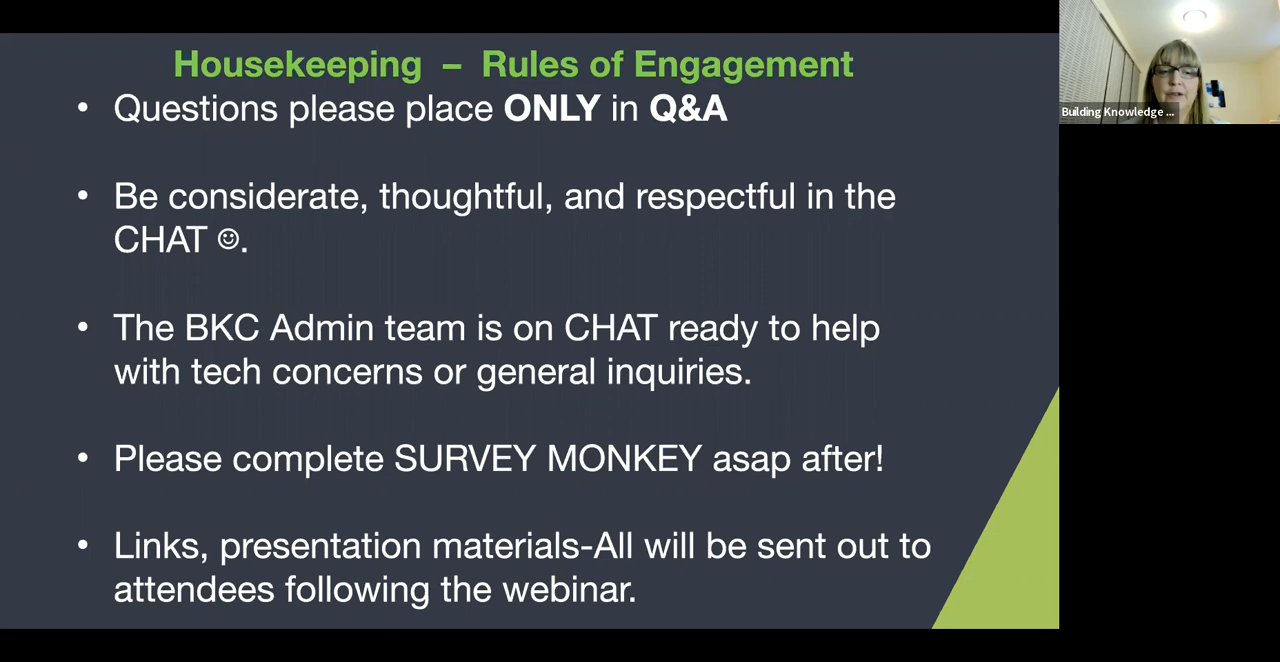 Housekeeping – Rules of Engagement
• Questions please place ONLY in Q&A
• Be considerate, thoughtful, and respectful in the
CHAT ☺.
• The BKC Admin team is on CHAT ready to help
with tech concerns or general inquiries.
• Please complete SURVEY MONKEY asap after!
• Links, presentation materials-All will be sent out to
attendees following the webinar.
Building Knowledge ...